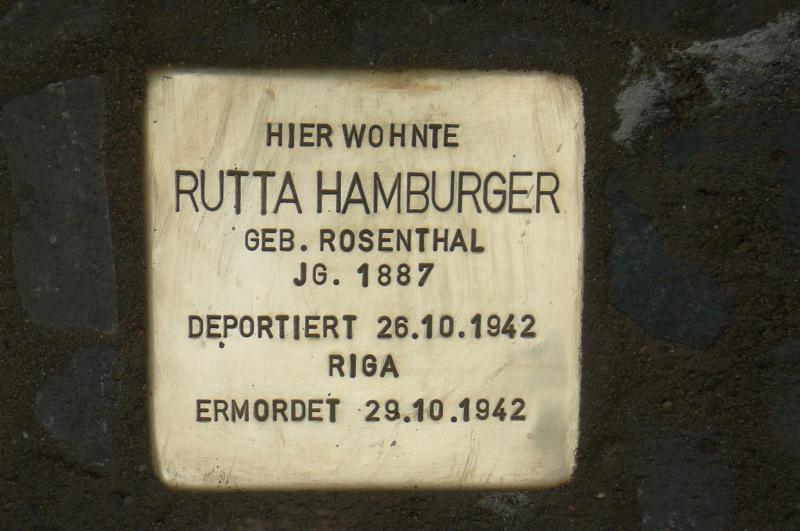 HIER WOHNTE
RUTTA HAMBURGER
GEB. ROSENTHAL
JG. 1887
DEPORTIERT 26.10.1942
RIGA
ERMORDET 29.10.1942